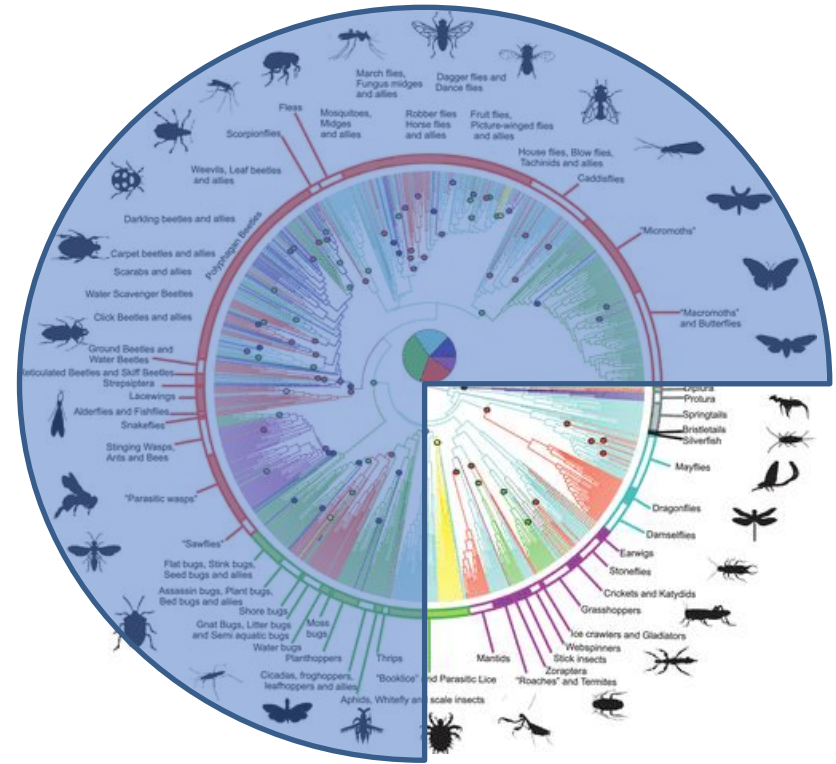 March flies,
Fungus midges
and allies
Dagger flies and
Dance flies
Fleas
Mosquitoes,
Midges
and allies
Robber flies
Horse flies
and allies
Fruit flies,
Picture-winged flies
and allies
Scorpionflies
House flies, Blow flies,
Tachinids and allies
Caddisflies
Weevils, Leaf beetles
and allies
Darkling beetles and allies
Polyphagan Beetles
"Micromoths"
Carpet beetles and allies
Scarabs and allies
Water Scavenger Beetles
Click Beetles and allies
"Macromoths"
and Butterflies
Ground Beetles and
Water Beetles
Reticulated Beetles and Skiff Beetles
Strepsiptera
Lacewings
Alderflies and Fishflies
Snakeflies
Stinging Wasps,
Ants and Bees
"Parasitic wasps"
"Sawflies"
Diplura
Protura
Springtails
Bristletails
Silverfish
Mayflies
Dragonflies
Damselflies
Earwigs
Stoneflies
Crickets and Katydids
Grasshoppers
Ice crawlers and Gladiators
Webspinners
Stick insects
Zoraptera
"Roaches" and Termites
Mantids
Flat bugs, Stink bugs,
Seed bugs and allies
Assassin bugs, Plant bugs,
Bed bugs and allies
Shore bugs
Gnat Bugs, Litter bugs
and Semi aquatic bugs
Water bugs
Moss
bugs
Planthoppers
Thrips
Cicadas, froghoppers,
leafhoppers and allies
"Booklice" and Parasitic Lice
Aphids, Whitefly and scale insects